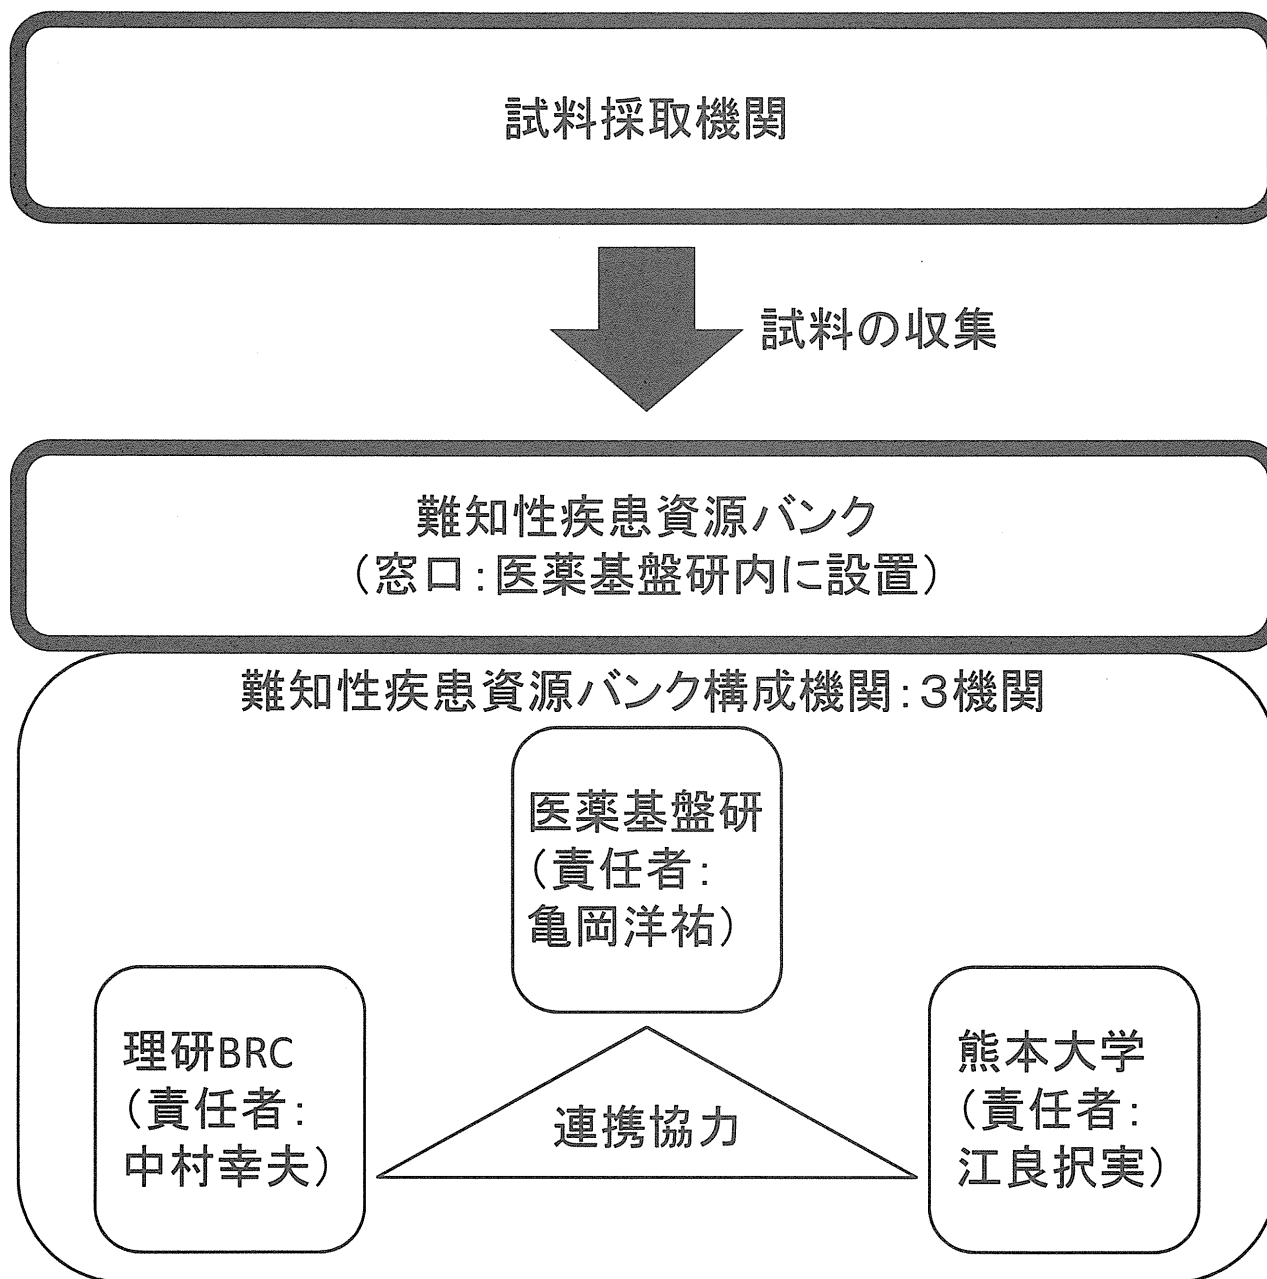 試料採取機関
試料の収集
難知性疾患資源バンク
（窓口：医薬基盤研内に設置）
難知性疾患資源バンク構成機関：３機関
医薬基盤研
（責任者：
亀岡洋祐）
理研BRC
（責任者：
中村幸夫）
連携協力
熊本大学
（責任者：
江良択実）